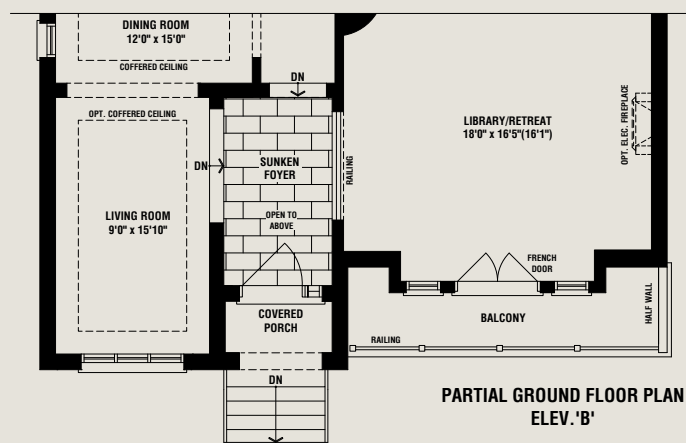 DINING ROOM
12'0" x 15'0"
COFFERED CEILING
DN
OPT. COFFERED CEILING
LIBRARY/RETREAT
18'0" x 16'5"(16'1")
OPT. ELEC. FIREPLACE
DN
SUNKEN
FOYER
RAILING
LIVING ROOM
9'0" x 15'10"
OPEN TO
ABOVE
FRENCH
DOOR
COVERED
PORCH
BALCONY
HALF WALL
RAILING
DN
PARTIAL GROUND FLOOR PLAN
ELEV.'B'